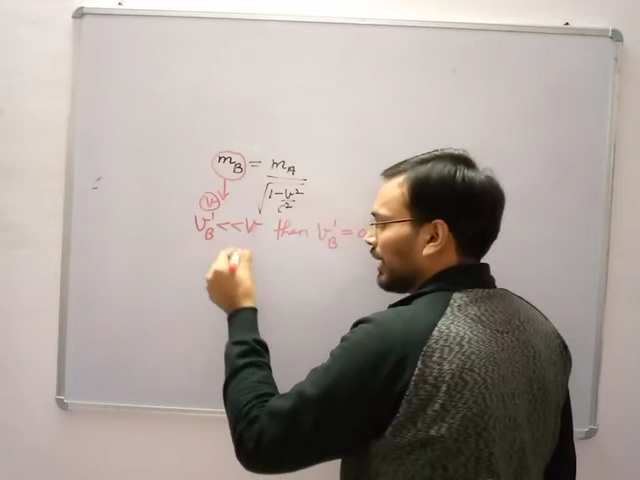 m_B = m_A
√1-v²
c²
v
V'_B << v then V'_B = 0